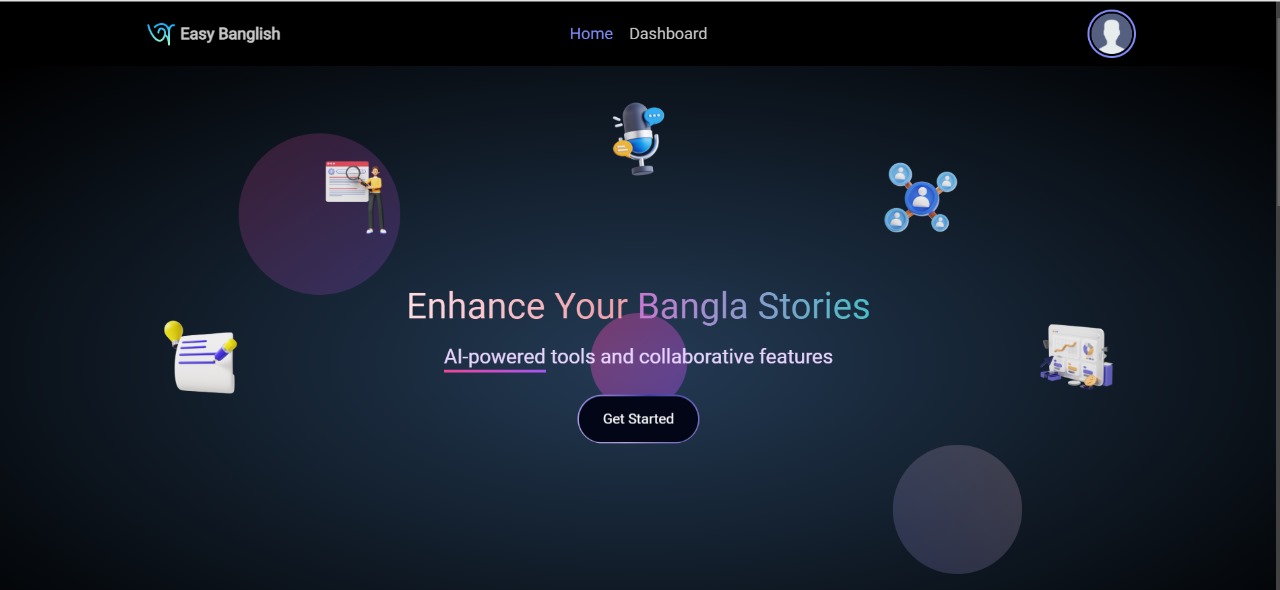 Easy Banglish
Home Dashboard
Enhance Your Bangla Stories
AI-powered tools and collaborative features
Get Started